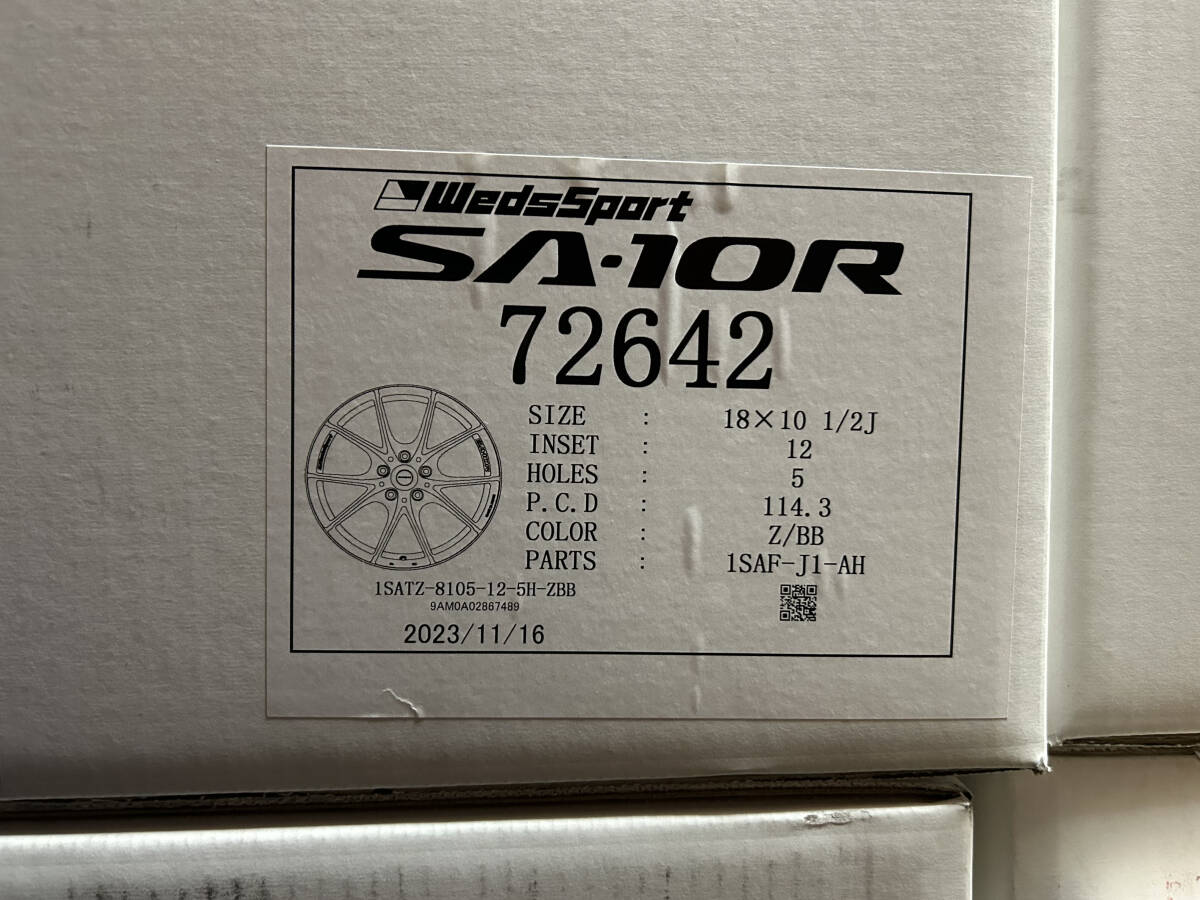 WedsSport
SA-10R
72642
SIZE : 18×10 1/2J
INSET : 12
HOLES : 5
P.C.D : 114.3
COLOR : Z/BB
PARTS : 1SAF-J1-AH
1SATZ-8105-12-5H-ZBB
9AM0A02867489
2023/11/16